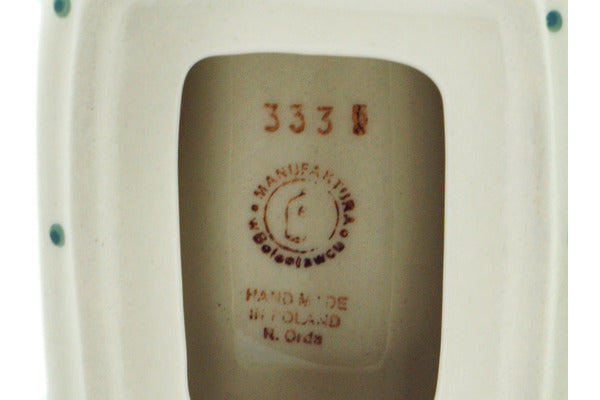 333
MANUFAKTURA
w Bolesławcu
HAND MADE
IN POLAND
N. Orda